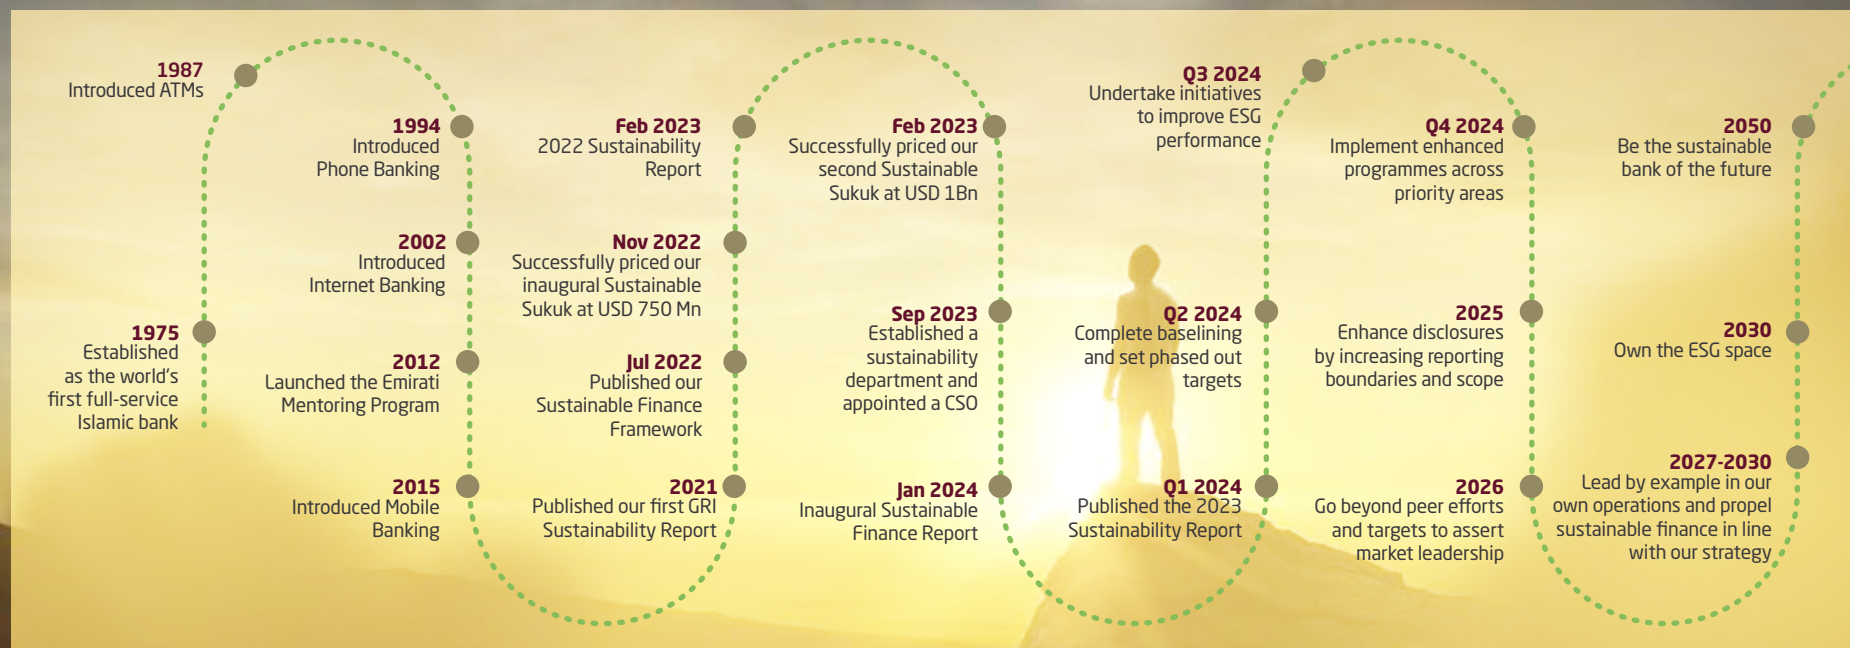 1987
Introduced ATMs
1975
Established
as the world's
first full-service
Islamic bank
1994
Introduced
Phone Banking
2002
Introduced
Internet Banking
2012
Launched the Emirati
Mentoring Program
2015
Introduced Mobile
Banking
Feb 2023
2022 Sustainability
Report
Nov 2022
Successfully priced our
inaugural Sustainable
Sukuk at USD 750 Mn
Jul 2022
Published our
Sustainable Finance
Framework
2021
Published our first GRI
Sustainability Report
Feb 2023
Successfully priced our
second Sustainable
Sukuk at USD 1Bn
Sep 2023
Established a
sustainability
department and
appointed a CSO
Jan 2024
Inaugural Sustainable
Finance Report
Q3 2024
Undertake initiatives
to improve ESG
performance
Q2 2024
Complete baselining
and set phased out
targets
Q1 2024
Published the 2023
Sustainability Report
Q4 2024
Implement enhanced
programmes across
priority areas
2025
Enhance disclosures
by increasing reporting
boundaries and scope
2026
Go beyond peer efforts
and targets to assert
market leadership
2050
Be the sustainable
bank of the future
2030
Own the ESG space
2027-2030
Lead by example in our
own operations and propel
sustainable finance in line
with our strategy